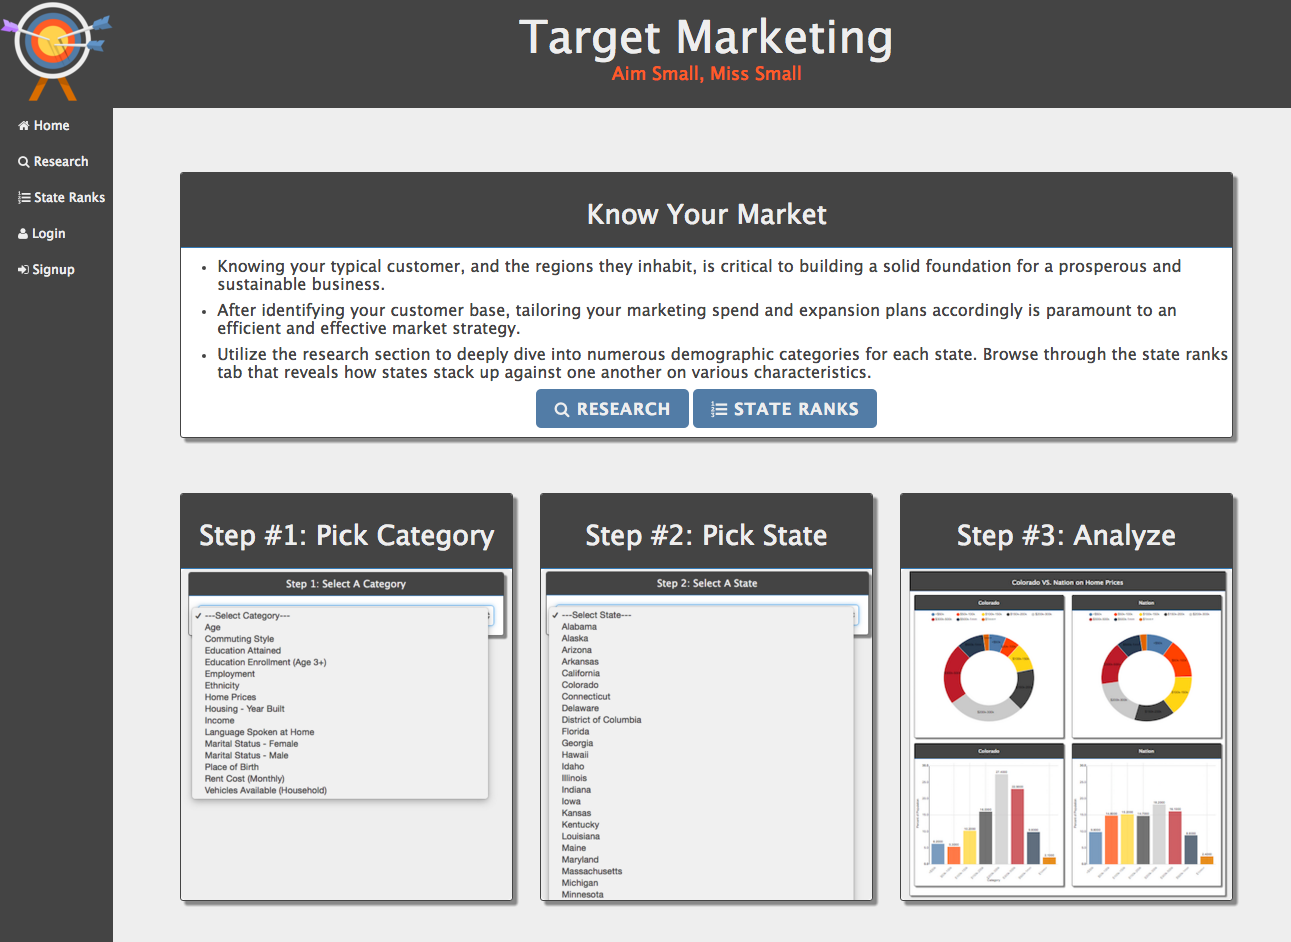 Target Marketing
Aim Small, Miss Small
Home
Research
State Ranks
Login
Signup
Know Your Market
Knowing your typical customer, and the regions they inhabit, is critical to building a solid foundation for a prosperous and
sustainable business.
After identifying your customer base, tailoring your marketing spend and expansion plans accordingly is paramount to an
efficient and effective market strategy.
Utilize the research section to deeply dive into numerous demographic categories for each state. Browse through the state ranks
tab that reveals how states stack up against one another on various characteristics.
RESEARCH
STATE RANKS
Step #1: Pick Category
Step 1: Select A Category
---Select Category---
Age
Commuting Style
Education Attained
Education Enrollment (Age 3+)
Employment
Ethnicity
Home Prices
Housing - Year Built
Income
Language Spoken at Home
Marital Status - Female
Marital Status - Male
Place of Birth
Rent Cost (Monthly)
Vehicles Available (Household)
Step #2: Pick State
Step 2: Select A State
---Select State---
Alabama
Alaska
Arizona
Arkansas
California
Colorado
Connecticut
Delaware
District of Columbia
Florida
Georgia
Hawaii
Idaho
Illinois
Indiana
Iowa
Kansas
Kentucky
Louisiana
Maine
Maryland
Massachusetts
Michigan
Minnesota
Step #3: Analyze
Colorado VS. Nation on Home Prices
Colorado
Nation
Colorado
Nation